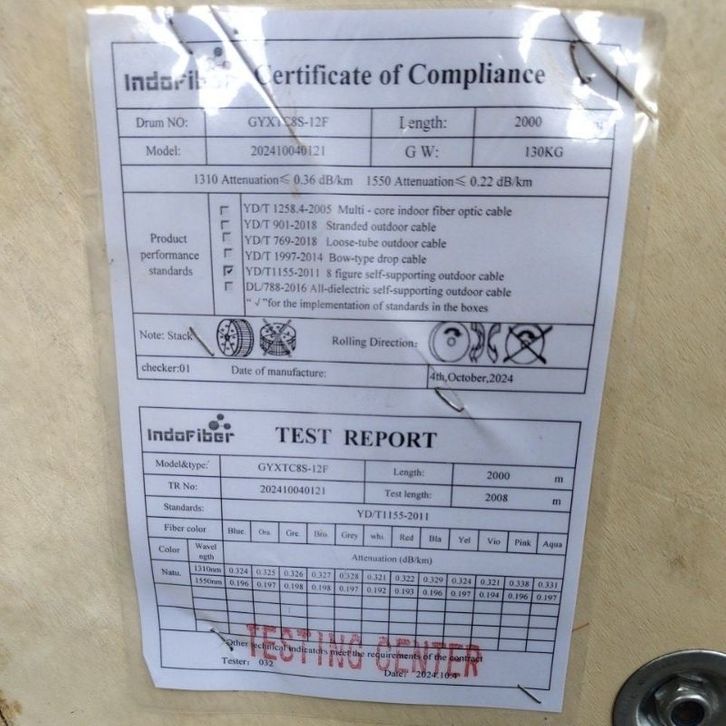 IndoFiber Certificate of Compliance
Drum NO: GYXTC8S-12F Length: 2000 m
Model: 202410040121 G W: 130KG
1310 Attenuation≤ 0.36 dB/km 1550 Attenuation≤ 0.22 dB/km
Product performance standards
YD/T 1258.4-2005 Multi - core indoor fiber optic cable
YD/T 901-2018 Stranded outdoor cable
YD/T 769-2018 Loose-tube outdoor cable
YD/T 1997-2014 Bow-type drop cable
✓ YD/T1155-2011 8 figure self-supporting outdoor cable
DL/788-2016 All-dielectric self-supporting outdoor cable
“ √ ”for the implementation of standards in the boxes
Note: Stack Rolling Direction:
checker:01 Date of manufacture: 4th,October,2024
IndoFiber TEST REPORT
Model&type: GYXTC8S-12F Length: 2000 m
TR No: 202410040121 Test length: 2008 m
Standards: YD/T1155-2011
Fiber color Blue. Ora. Gre. Bro. Grey whi. Red Bla Yel Vio Pink Aqua
Color Wavel ngth Attenuation (dB/km)
Natu. 1310nm 0.324 0.325 0.326 0.327 0.328 0.321 0.322 0.329 0.324 0.321 0.338 0.331
1550nm 0.196 0.197 0.198 0.198 0.197 0.192 0.193 0.196 0.197 0.194 0.196 0.197
TESTING CENTER
Other technical indicators meet the requirements of the contract
Tester: 032 Date: 2024.10.4